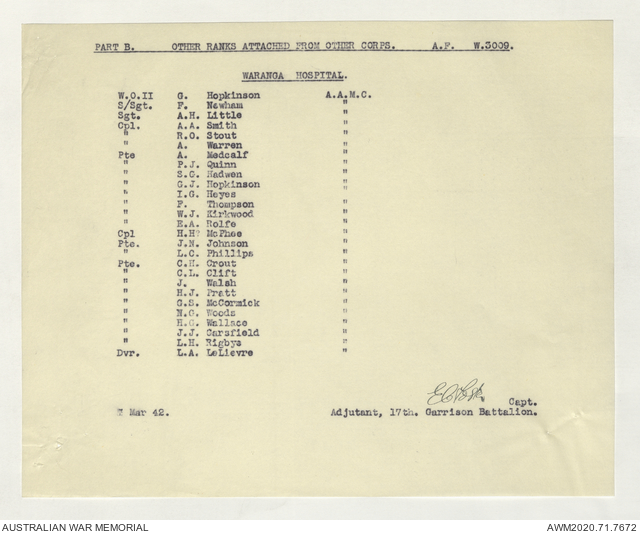 PART B. OTHER RANKS ATTACHED FROM OTHER CORPS. A.F. W.3009.
WARANGA HOSPITAL.
W.O.II G. Hopkinson A.A.M.C.
S/Sgt. F. Newham "
Sgt. A.H. Little "
Cpl. A.A. Smith "
" R.O. Stout "
" A. Warren "
Pte A. Medcalf "
" P.J. Quinn "
" S.G. Hadwen "
" G.J. Hopkinson "
" I.G. Heyes "
" F. Thompson "
" W.J. Kirkwood "
" E.A. Rolfe "
Cpl H.H? McPhee "
Pte. J.N. Johnson "
" L.C. Phillips "
Pte. C.H. Crout "
" C.L. Clift "
" J. Walsh "
" H.J. Pratt "
" G.S. McCormick "
" N.G. Woods "
" H.G. Wallace "
" J.J. Carsfield "
" L.H. Rigbys "
Dvr. L.A. LeLievre "
Capt.
Mar 42. Adjutant, 17th. Garrison Battalion.
AUSTRALIAN WAR MEMORIAL AWM2020.71.7672